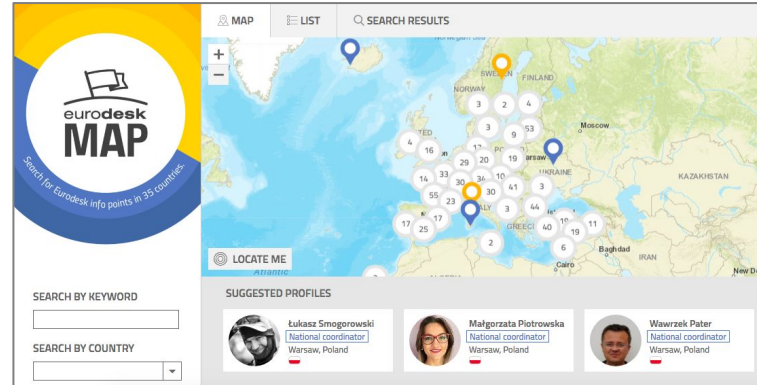 eurodesk
MAP
Search for Eurodesk info points in 35 countries.
SEARCH BY KEYWORD
SEARCH BY COUNTRY
MAP
LIST
SEARCH RESULTS
+
−
SWEDEN
FINLAND
NORWAY
3
2
4
3
9
53
Moscow
4
16
29
20
19
arsaw
UKRAINE
KAZAKHSTAN
14
33
30
30
41
3
55
23
ITALY
3
44
17
17
25
GREEC
40
19
11
2
6
Baghdad
IRAN
Cairo
New D
LOCATE ME
Atlantic
SUGGESTED PROFILES
Łukasz Smogorowski
National coordinator
Warsaw, Poland
Małgorzata Piotrowska
National coordinator
Warsaw, Poland
Wawrzek Pater
National coordinator
Warsaw, Poland